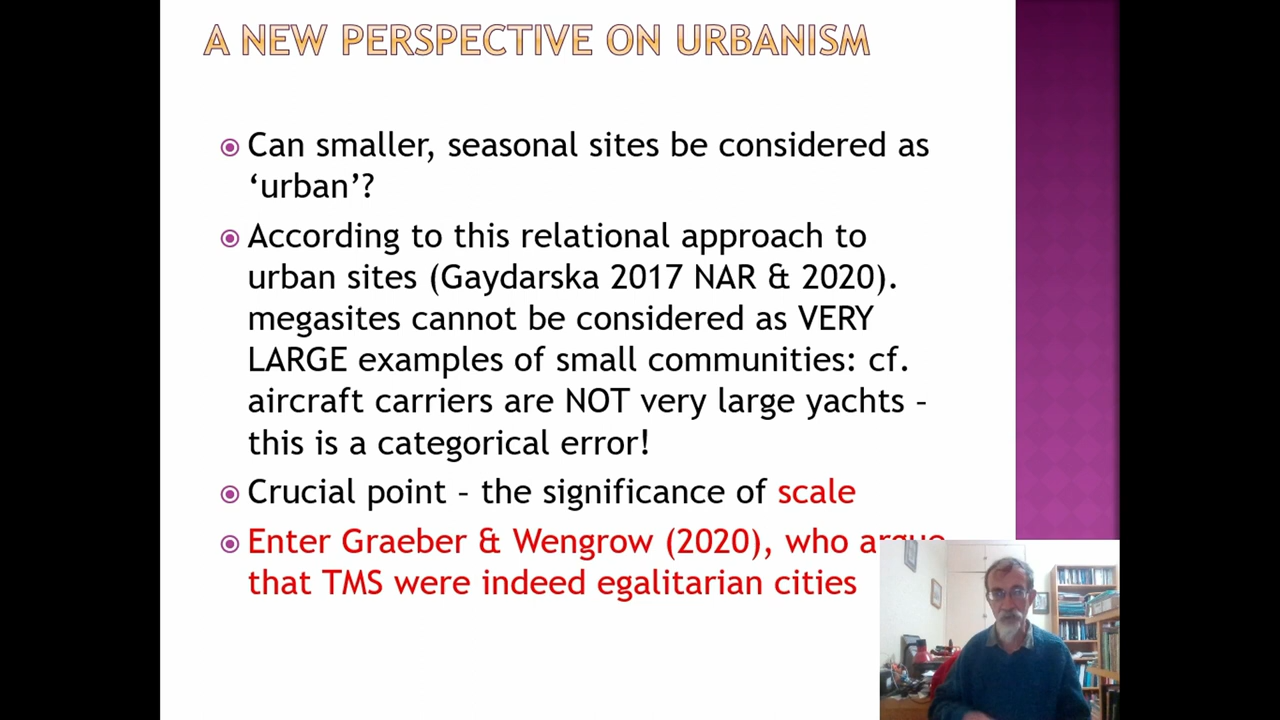 A NEW PERSPECTIVE ON URBANISM
Can smaller, seasonal sites be considered as
‘urban’?
According to this relational approach to
urban sites (Gaydarska 2017 NAR & 2020).
megasites cannot be considered as VERY
LARGE examples of small communities: cf.
aircraft carriers are NOT very large yachts –
this is a categorical error!
Crucial point – the significance of scale
Enter Graeber & Wengrow (2020), who argue
that TMS were indeed egalitarian cities